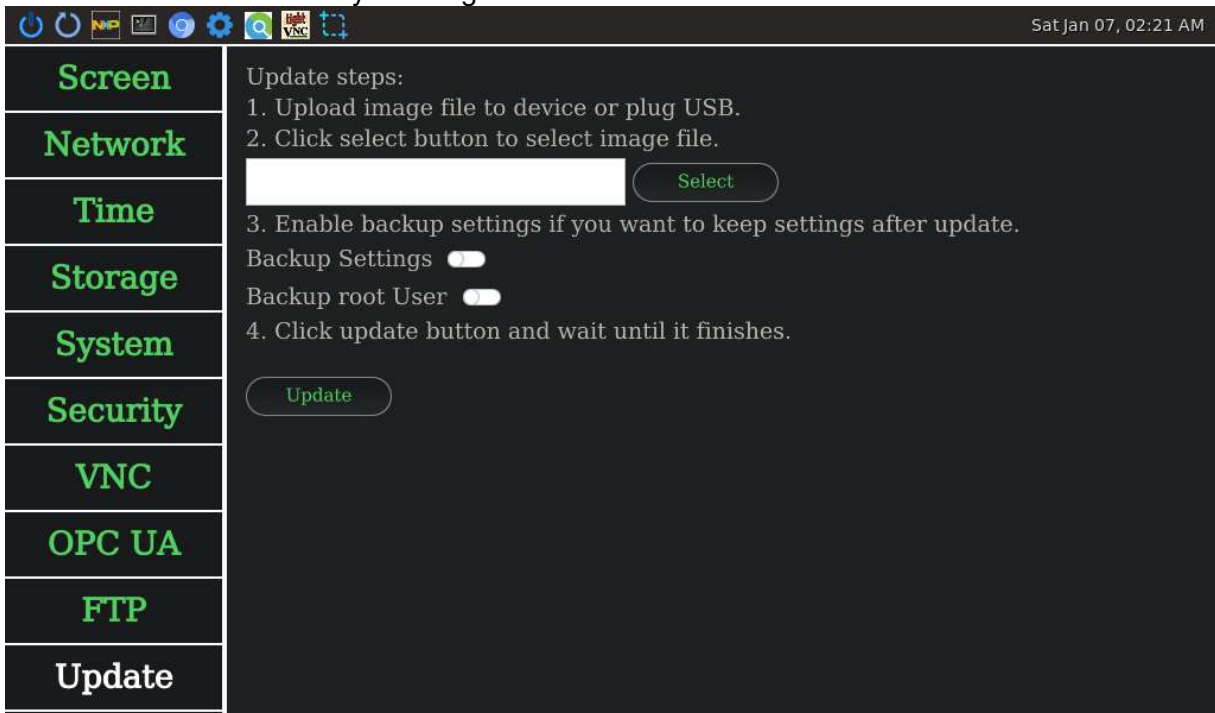 NXP
tight
VNC
Sat Jan 07, 02:21 AM
Screen
Network
Time
Storage
System
Security
VNC
OPC UA
FTP
Update
Update steps:
1. Upload image file to device or plug USB.
2. Click select button to select image file.
Select
3. Enable backup settings if you want to keep settings after update.
Backup Settings
Backup root User
4. Click update button and wait until it finishes.
Update